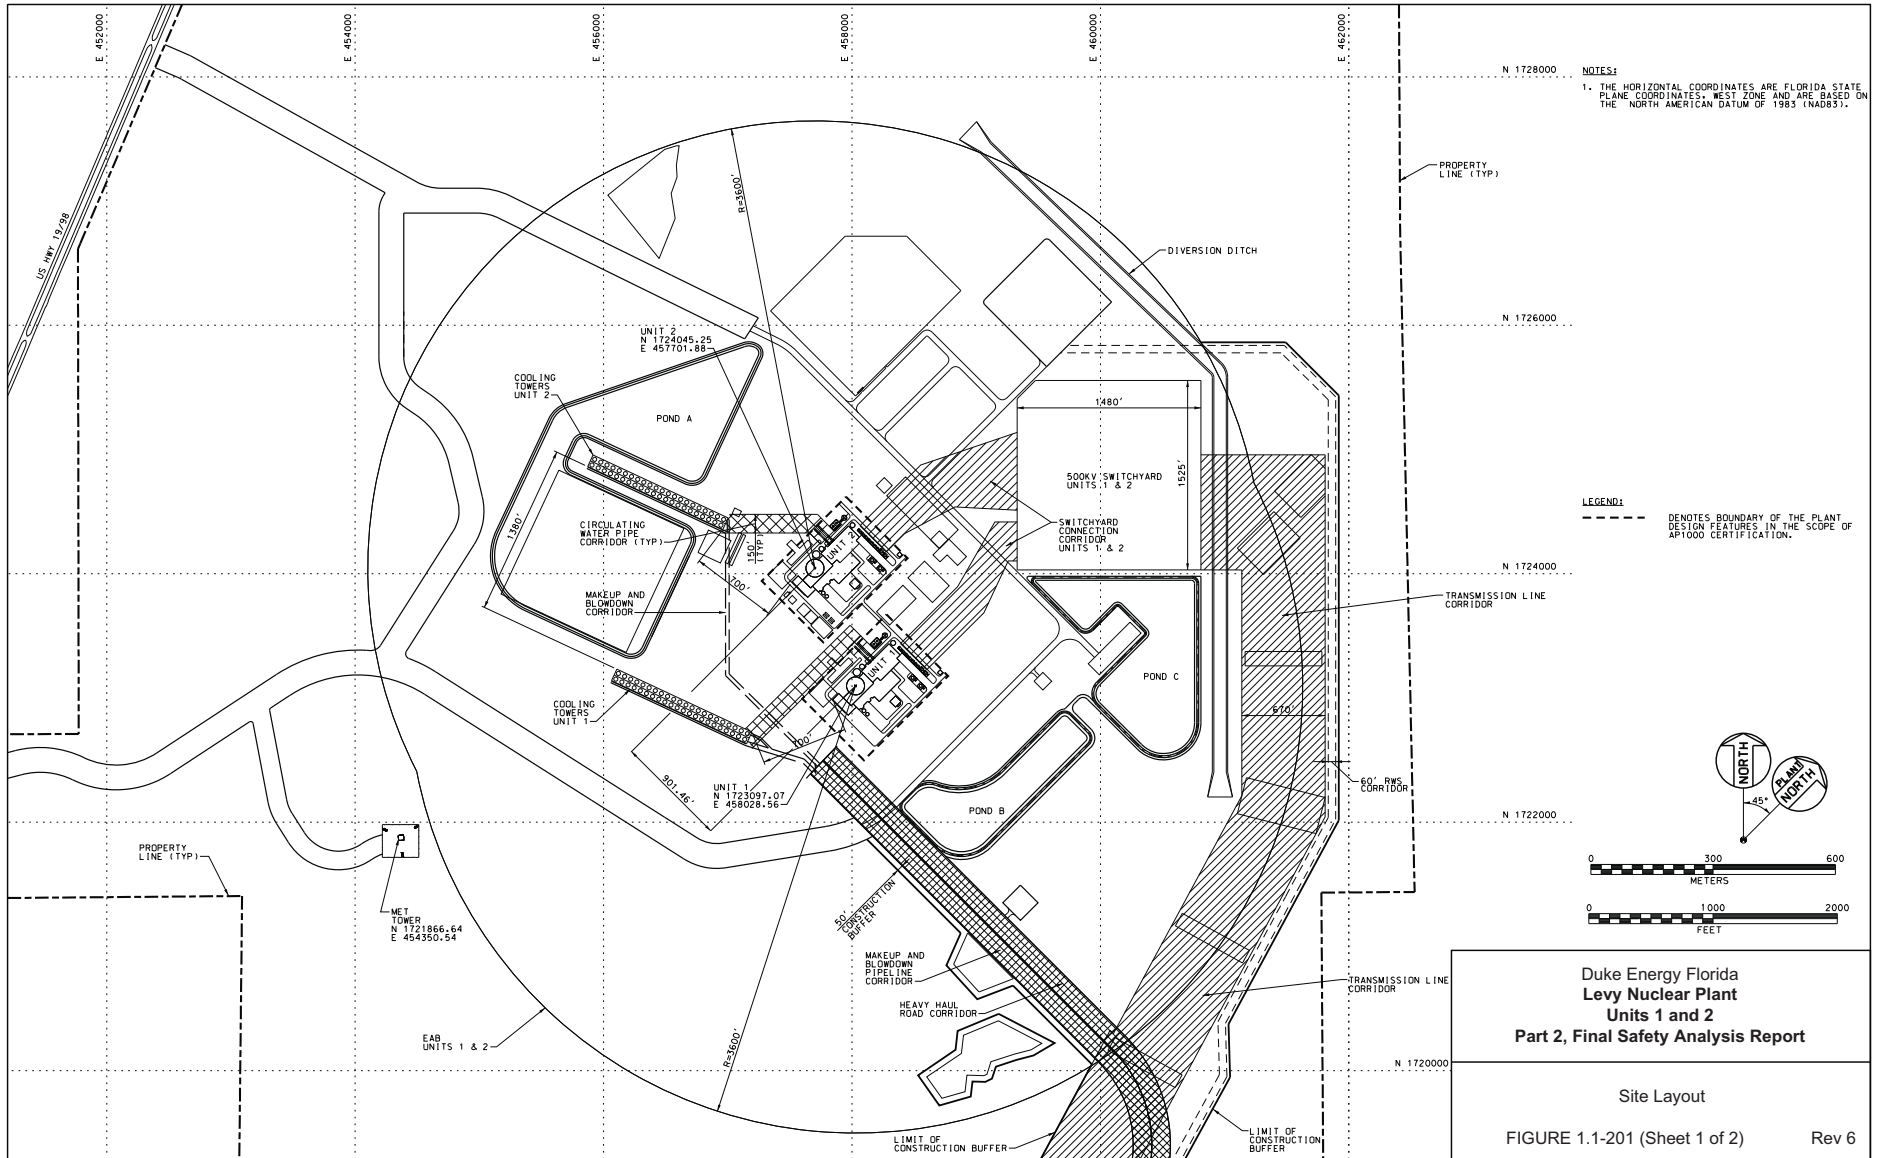 E 452000
E 454000
E 456000
E 458000
E 460000
E 462000
N 1728000
NOTES:
1. THE HORIZONTAL COORDINATES ARE FLORIDA STATE
PLANE COORDINATES, WEST ZONE AND ARE BASED ON
THE NORTH AMERICAN DATUM OF 1983 (NAD83).
PROPERTY
LINE (TYP)
R=3600'
US HWY 19/98
DIVERSION DITCH
N 1726000
UNIT 2
N 1724045.25
E 457701.88
COOLING
TOWERS
UNIT 2
POND A
1480'
1525'
500KV SWITCHYARD
UNITS 1 & 2
LEGEND:
DENOTES BOUNDARY OF THE PLANT
DESIGN FEATURES IN THE SCOPE OF
AP1000 CERTIFICATION.
1380'
CIRCULATING
WATER PIPE
CORRIDOR (TYP)
150'
(TYP)
UNIT 2
SWITCHYARD
CONNECTION
CORRIDOR
UNITS 1 & 2
N 1724000
700'
MAKEUP AND
BLOWDOWN
CORRIDOR
TRANSMISSION LINE
CORRIDOR
UNIT 1
POND C
COOLING
TOWERS
UNIT 1
670'
700'
901.46'
UNIT 1
N 1723097.07
E 458028.56
60' RWS
CORRIDOR
NORTH
PLANT
NORTH
45°
POND B
N 1722000
PROPERTY
LINE (TYP)
0 300 600
METERS
0 1000 2000
FEET
MET
TOWER
N 1721866.64
E 454350.54
50'
CONSTRUCTION
BUFFER
MAKEUP AND
BLOWDOWN
PIPELINE
CORRIDOR
HEAVY HAUL
ROAD CORRIDOR
TRANSMISSION LINE
CORRIDOR
EAB
UNITS 1 & 2
R=3600'
N 1720000
LIMIT OF
CONSTRUCTION BUFFER
LIMIT OF
CONSTRUCTION
BUFFER
Duke Energy Florida
Levy Nuclear Plant
Units 1 and 2
Part 2, Final Safety Analysis Report
Site Layout
FIGURE 1.1-201 (Sheet 1 of 2) Rev 6